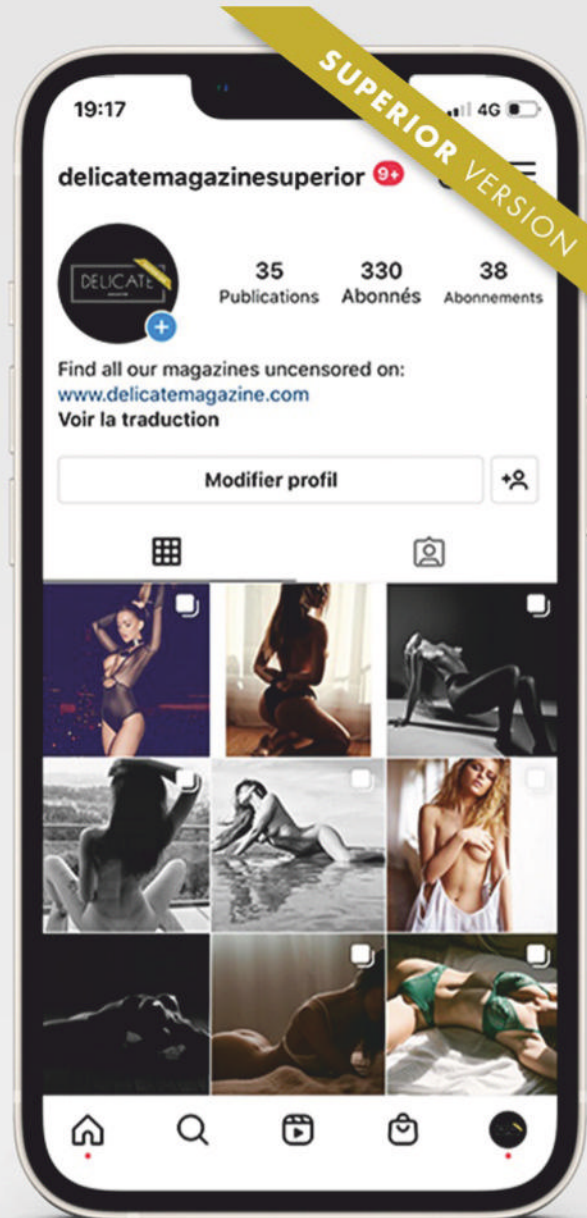 SUPERIOR VERSION
19:17
4G
delicatemagazinesuperior 9+
DELICATE
35 330 38
Publications Abonnés Abonnements
Find all our magazines uncensored on:
www.delicatemagazine.com
Voir la traduction
Modifier profil